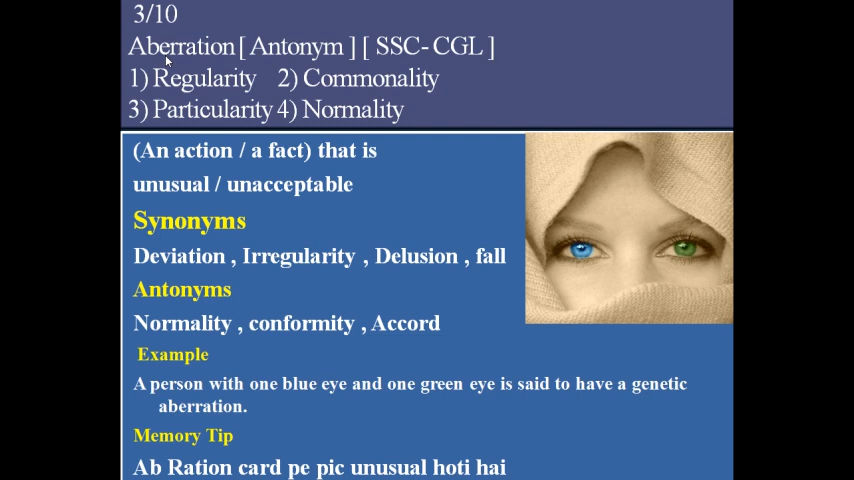 3/10
Aberration [ Antonym ] [ SSC- CGL ]
1) Regularity 2) Commonality
3) Particularity 4) Normality
(An action / a fact) that is
unusual / unacceptable
Synonyms
Deviation , Irregularity , Delusion , fall
Antonyms
Normality , conformity , Accord
Example
A person with one blue eye and one green eye is said to have a genetic
aberration.
Memory Tip
Ab Ration card pe pic unusual hoti hai